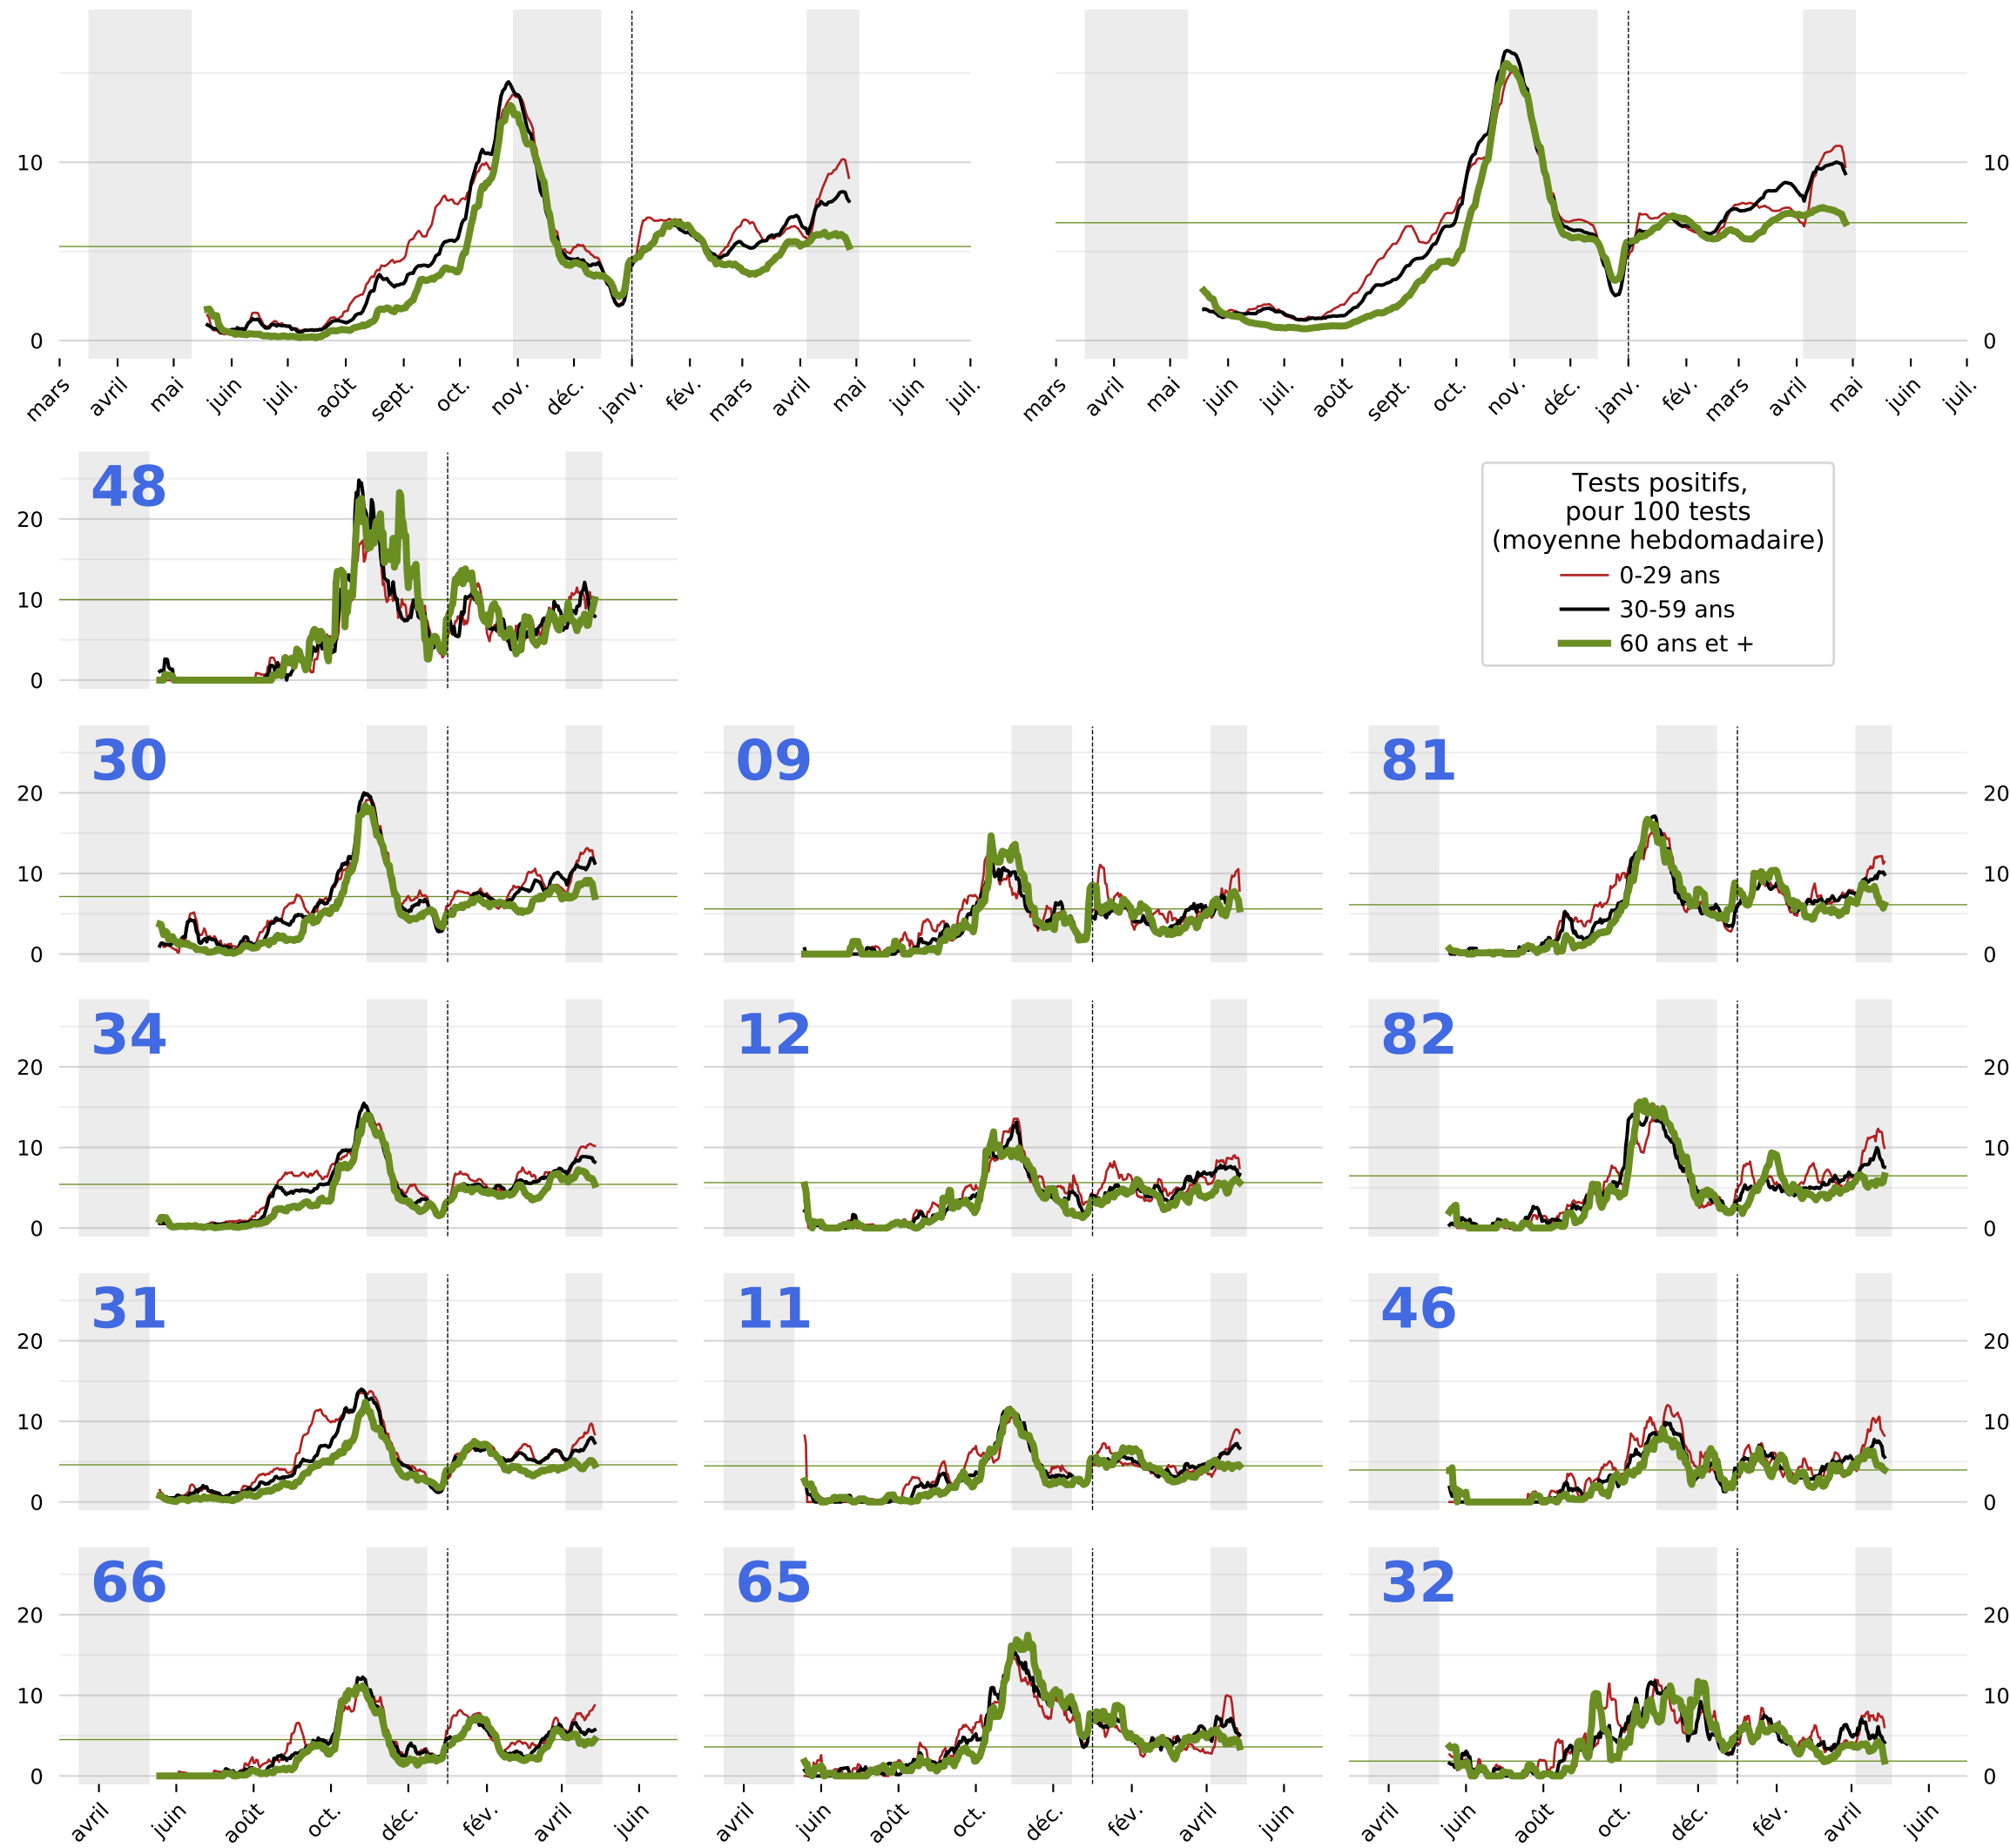 10
0
mars
avril
mai
juin
juil.
août
sept.
oct.
nov.
déc.
janv.
fév.
mars
avril
mai
juin
juil.
10
0
mars
avril
mai
juin
juil.
août
sept.
oct.
nov.
déc.
janv.
fév.
mars
avril
mai
juin
juil.
48
20
10
0
Tests positifs,
pour 100 tests
(moyenne hebdomadaire)
0-29 ans
30-59 ans
60 ans et +
30
20
10
0
09
81
20
10
0
34
20
10
0
12
82
20
10
0
31
20
10
0
11
46
20
10
0
66
20
10
0
65
32
20
10
0
avril
juin
août
oct.
déc.
fév.
avril
juin
avril
juin
août
oct.
déc.
fév.
avril
juin
avril
juin
août
oct.
déc.
fév.
avril
juin